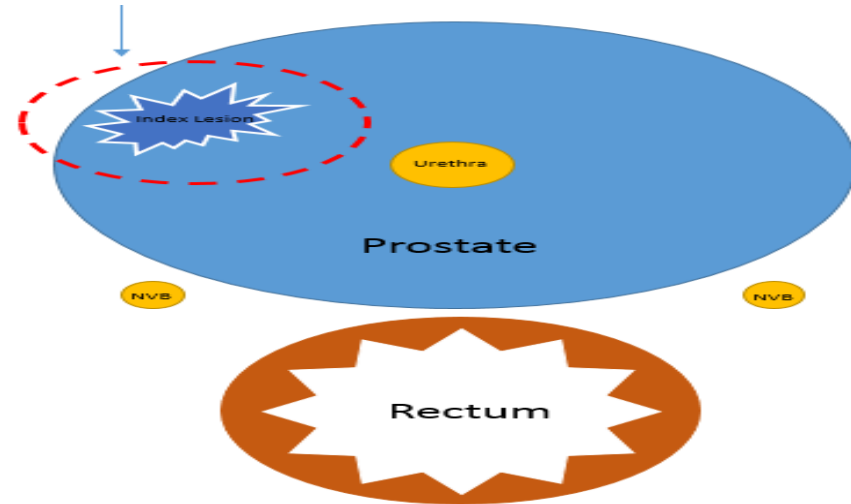 Index Lesion
Urethra
Prostate
NVB
NVB
Rectum